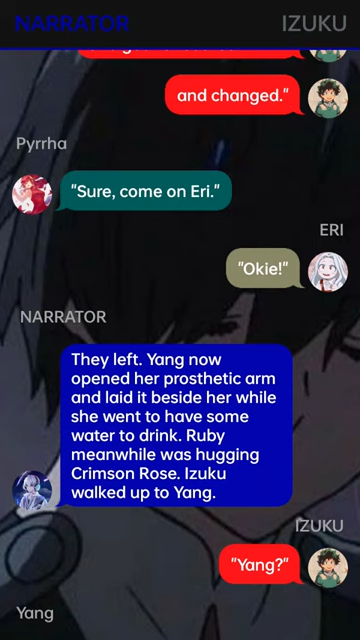 NARRATOR
IZUKU
and changed."
Pyrrha
"Sure, come on Eri."
ERI
"Okie!"
NARRATOR
They left. Yang now
opened her prosthetic arm
and laid it beside her while
she went to have some
water to drink. Ruby
meanwhile was hugging
Crimson Rose. Izuku
walked up to Yang.
IZUKU
"Yang?"
Yang